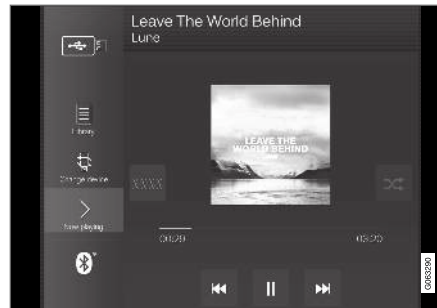 Leave The World Behind
Lune
Library
Change device
Now playing
LEAVE THE
WORLD BEHIND
XXXX
00:29
03:20
G063290